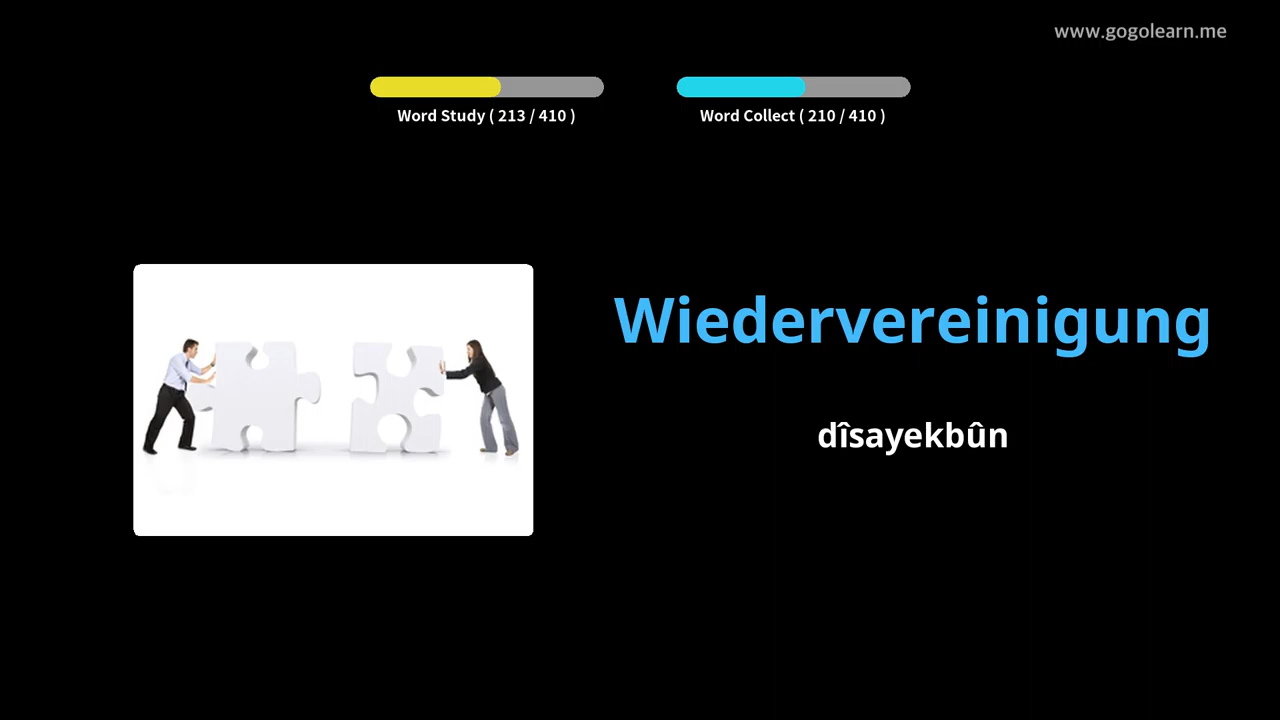 www.gogolearn.me
Word Study ( 213 / 410 )
Word Collect ( 210 / 410 )
Wiedervereinigung
dîsayekbûn